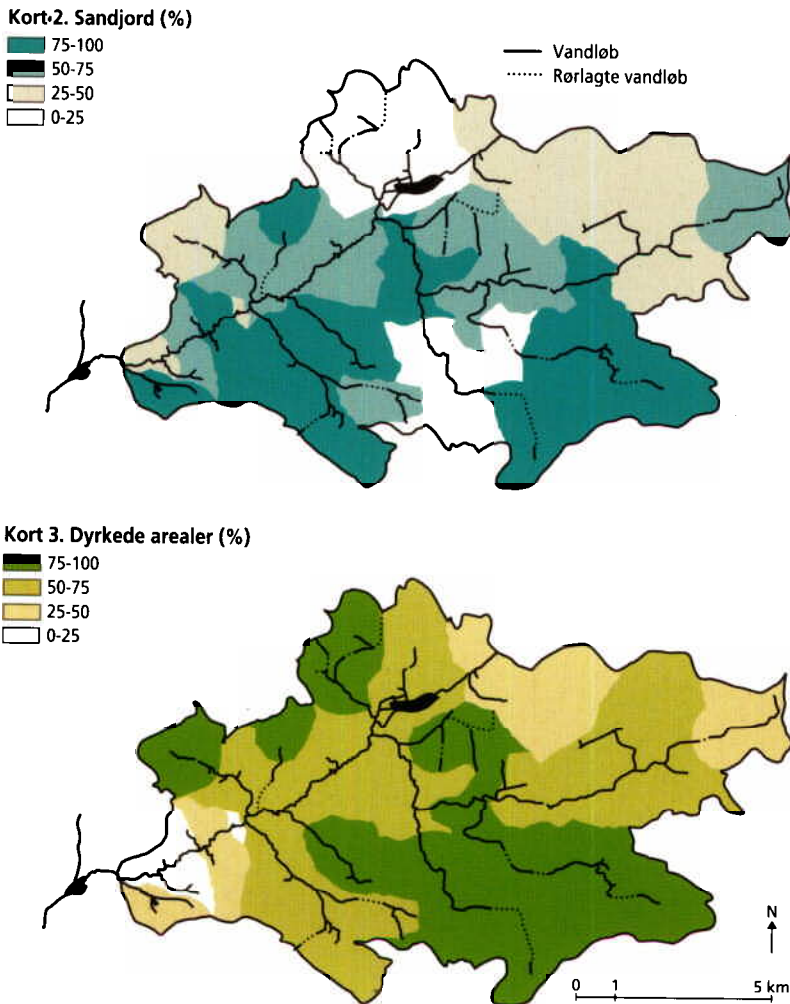 Kort 2. Sandjord (%)
75-100
50-75
25-50
0-25
Vandløb
Rørlagte vandløb
Kort 3. Dyrkede arealer (%)
75-100
50-75
25-50
0-25
N
0 1 5 km